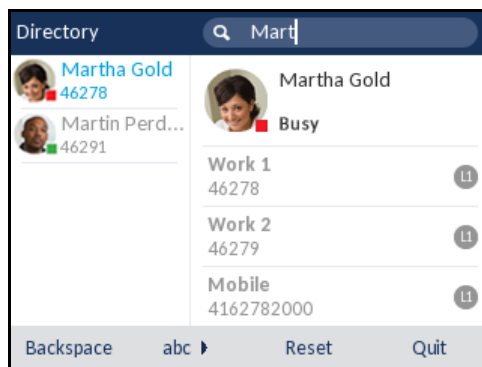 Directory
Mart
Martha Gold
46278
Martin Perd...
46291
Martha Gold
Busy
Work 1
46278
L1
Work 2
46279
L1
Mobile
4162782000
L1
Backspace abc Reset Quit